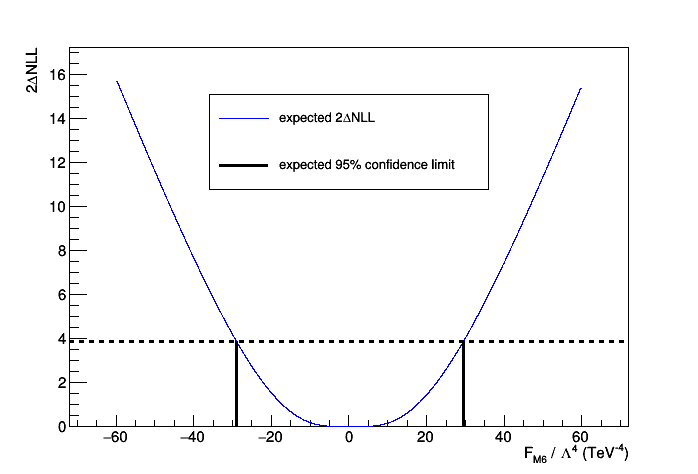 2ΔNLL
16
14
12
10
8
6
4
2
0
expected 2ΔNLL
expected 95% confidence limit
−60 −40 −20 0 20 40 60
F_M6 / Λ^4 (TeV^-4)